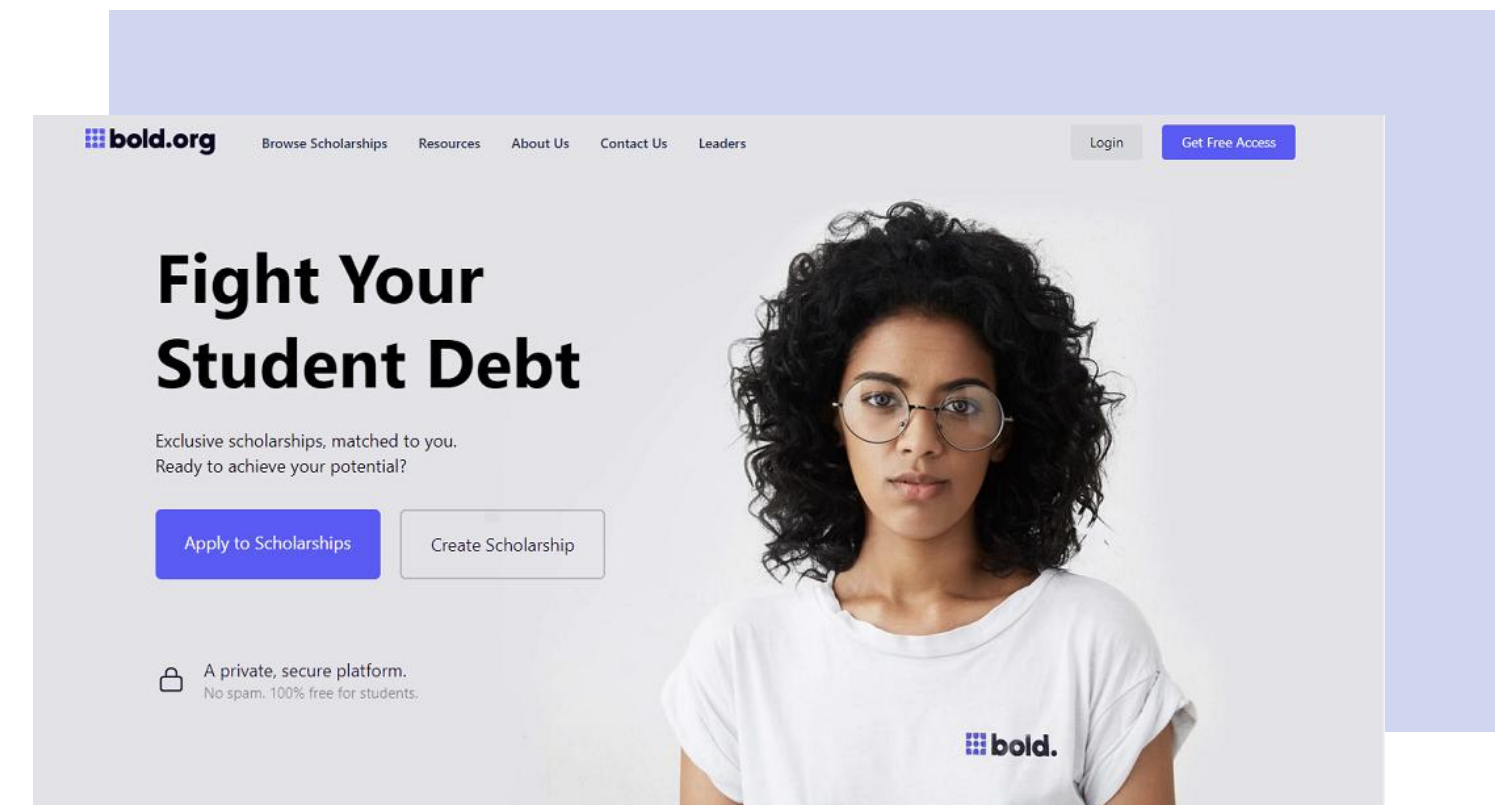 bold.org
Browse Scholarships
Resources
About Us
Contact Us
Leaders
Login
Get Free Access
Fight Your
Student Debt
Exclusive scholarships, matched to you.
Ready to achieve your potential?
Apply to Scholarships
Create Scholarship
A private, secure platform.
No spam. 100% free for students.
bold.